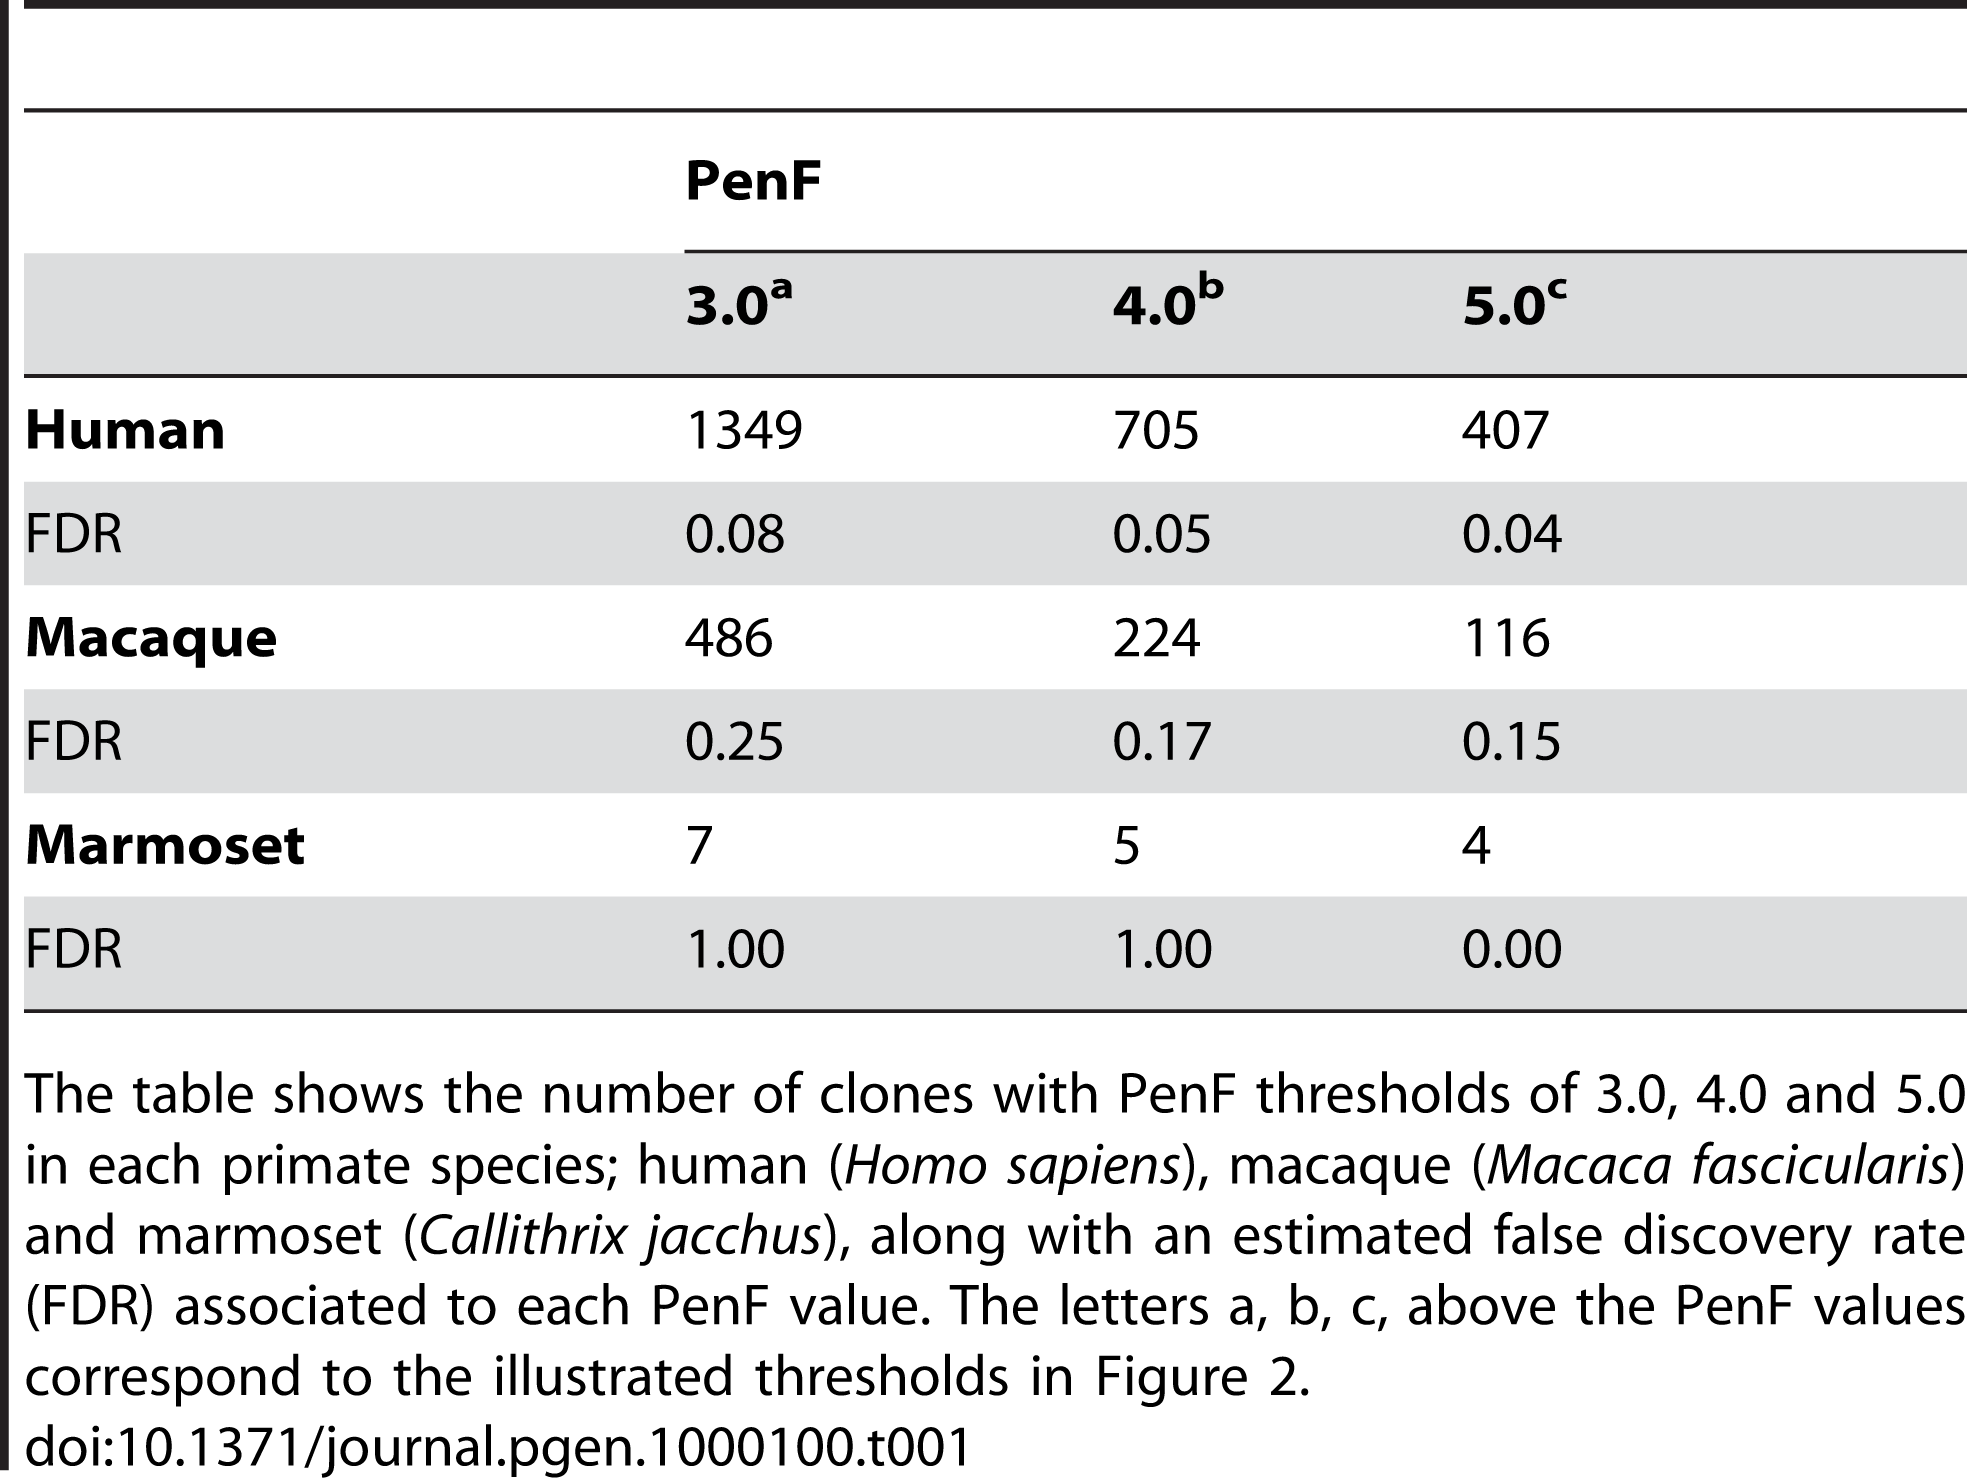 PenF
3.0a 4.0b 5.0c
Human 1349 705 407
FDR 0.08 0.05 0.04
Macaque 486 224 116
FDR 0.25 0.17 0.15
Marmoset 7 5 4
FDR 1.00 1.00 0.00
The table shows the number of clones with PenF thresholds of 3.0, 4.0 and 5.0
in each primate species; human (Homo sapiens), macaque (Macaca fascicularis)
and marmoset (Callithrix jacchus), along with an estimated false discovery rate
(FDR) associated to each PenF value. The letters a, b, c, above the PenF values
correspond to the illustrated thresholds in Figure 2.
doi:10.1371/journal.pgen.1000100.t001